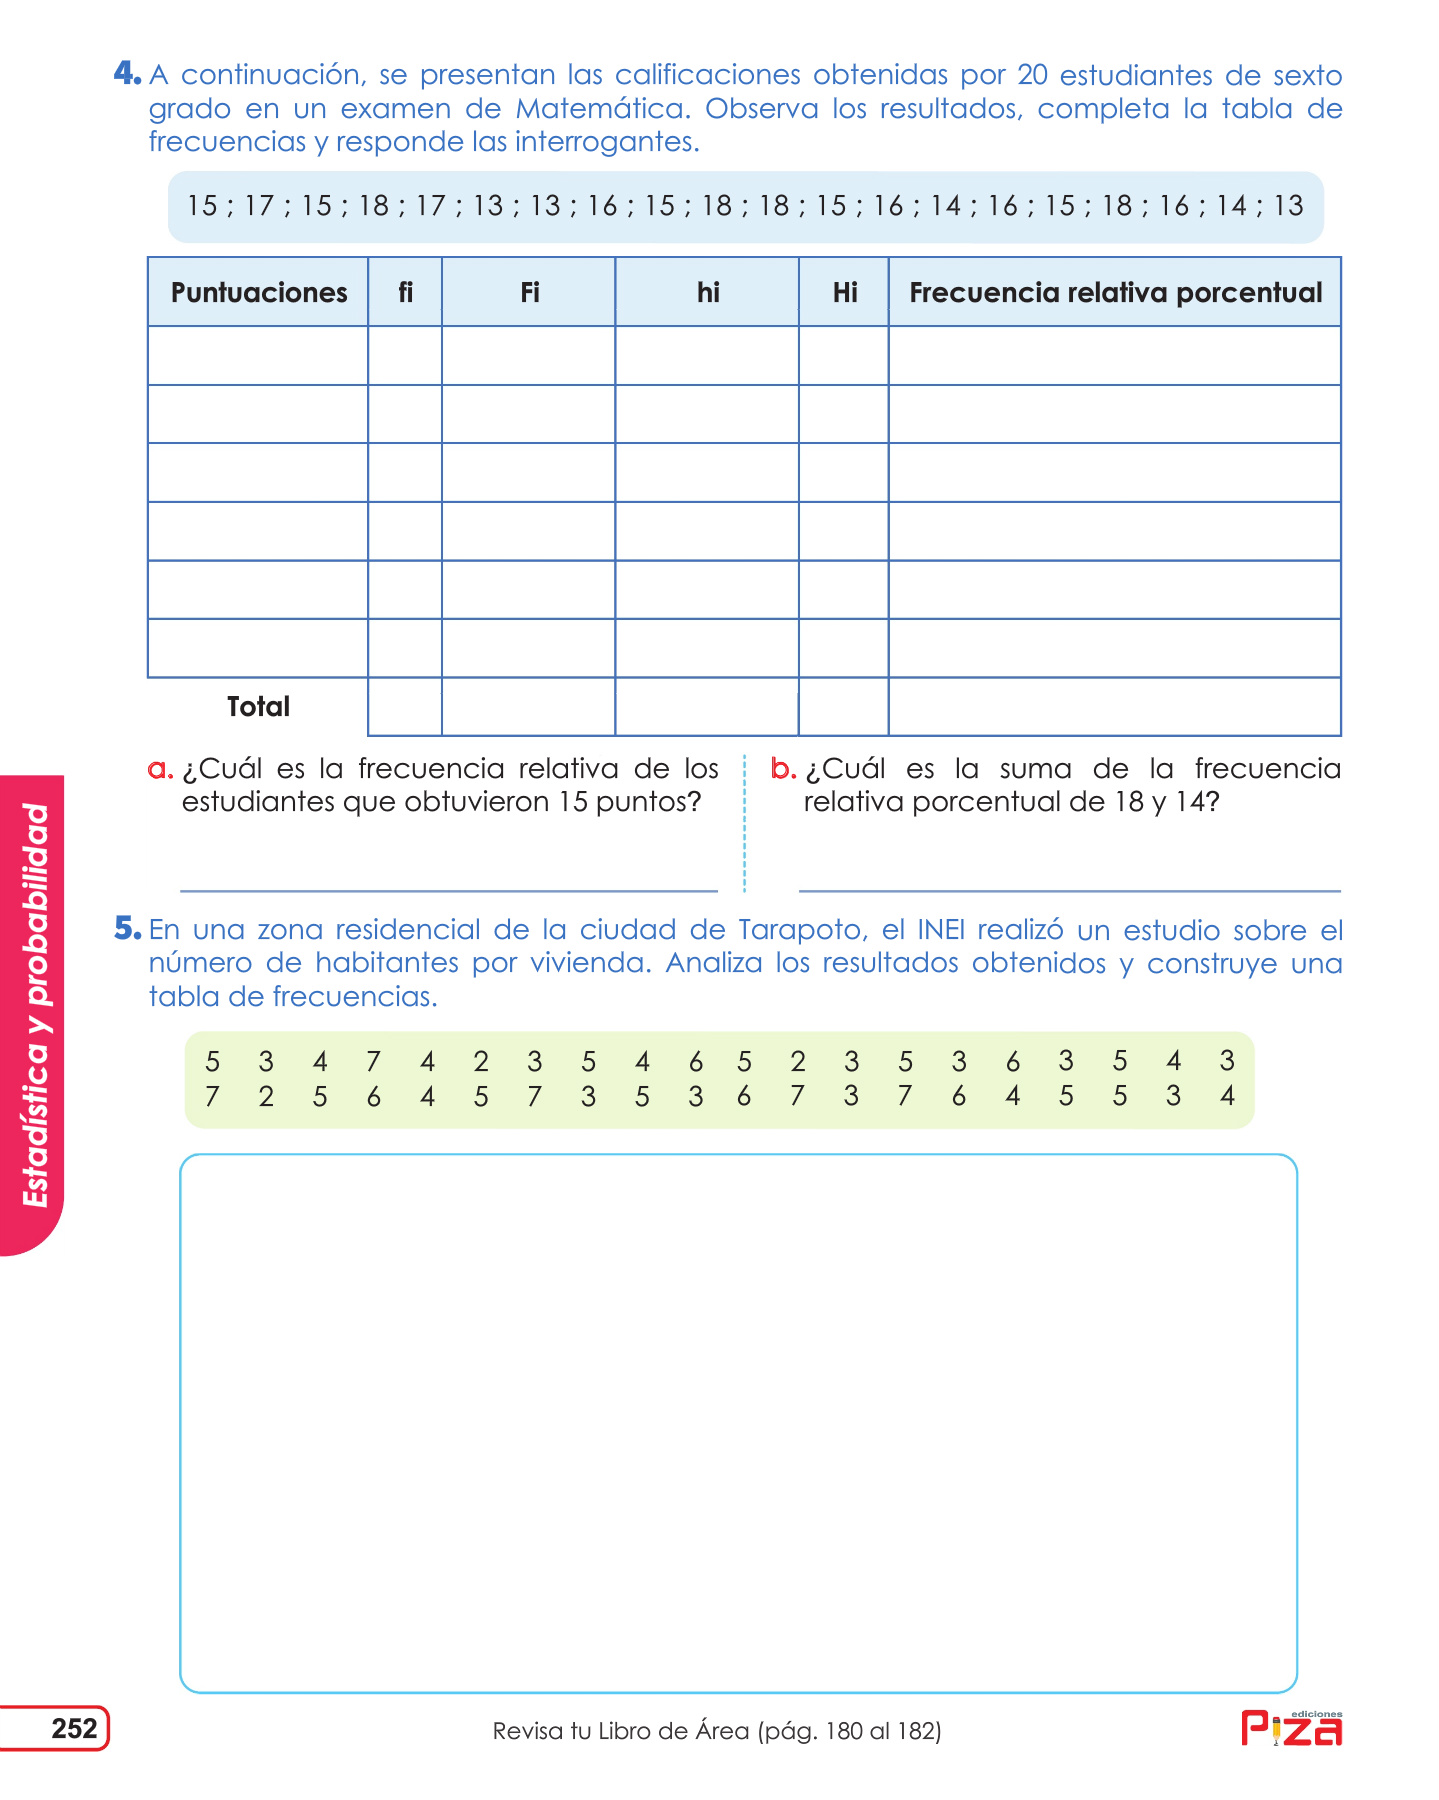 4. A continuación, se presentan las calificaciones obtenidas por 20 estudiantes de sexto
grado en un examen de Matemática. Observa los resultados, completa la tabla de
frecuencias y responde las interrogantes.
15 ; 17 ; 15 ; 18 ; 17 ; 13 ; 13 ; 16 ; 15 ; 18 ; 18 ; 15 ; 16 ; 14 ; 16 ; 15 ; 18 ; 16 ; 14 ; 13
Puntuaciones fi Fi hi Hi Frecuencia relativa porcentual
Total
a. ¿Cuál es la frecuencia relativa de los
estudiantes que obtuvieron 15 puntos?
b. ¿Cuál es la suma de la frecuencia
relativa porcentual de 18 y 14?
5. En una zona residencial de la ciudad de Tarapoto, el INEI realizó un estudio sobre el
número de habitantes por vivienda. Analiza los resultados obtenidos y construye una
tabla de frecuencias.
5 3 4 7 4 2 3 5 4 6 5 2 3 5 3 6 3 5 4 3
7 2 5 6 4 5 7 3 5 3 6 7 3 7 6 4 5 5 3 4
Estadística y probabilidad
252
Revisa tu Libro de Área (pág. 180 al 182)
ediciones
Piza